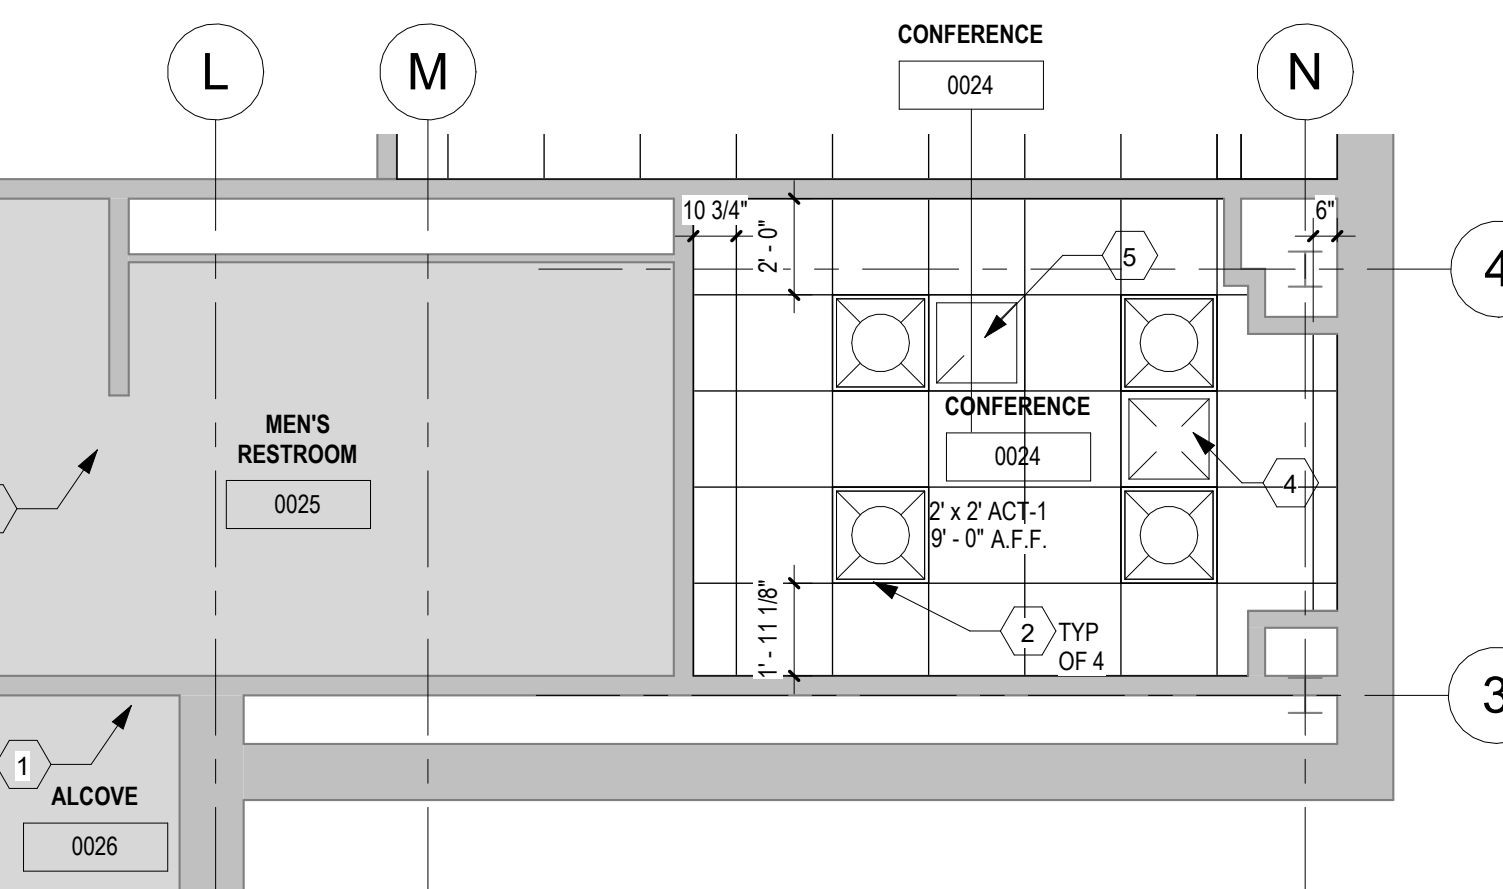 CONFERENCE
0024
L
M
N
10 3/4"
2' - 0"
6"
5
4
MEN'S
RESTROOM
0025
CONFERENCE
0024
4
2' x 2' ACT-1
9' - 0" A.F.F.
1' - 11 1/8"
2
TYP
OF 4
3
1
ALCOVE
0026